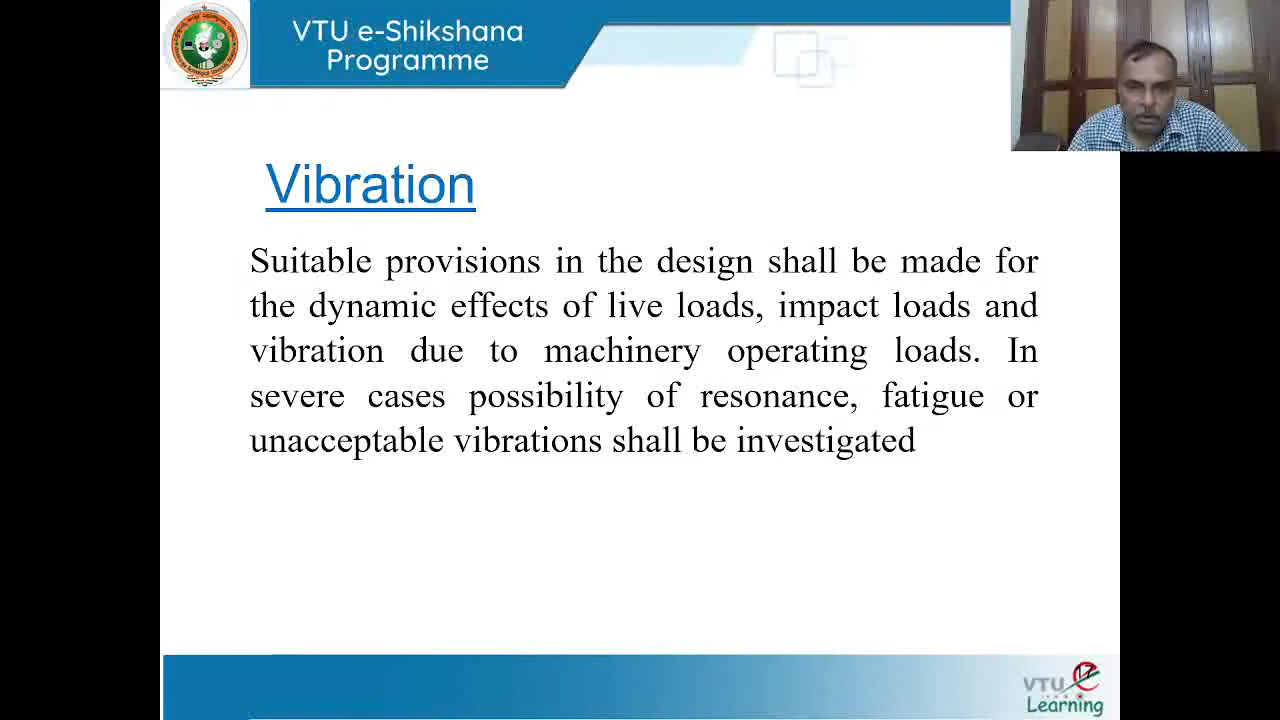 VTU e-Shikshana
Programme
Vibration
Suitable provisions in the design shall be made for
the dynamic effects of live loads, impact loads and
vibration due to machinery operating loads. In
severe cases possibility of resonance, fatigue or
unacceptable vibrations shall be investigated
17
VTU e
Learning